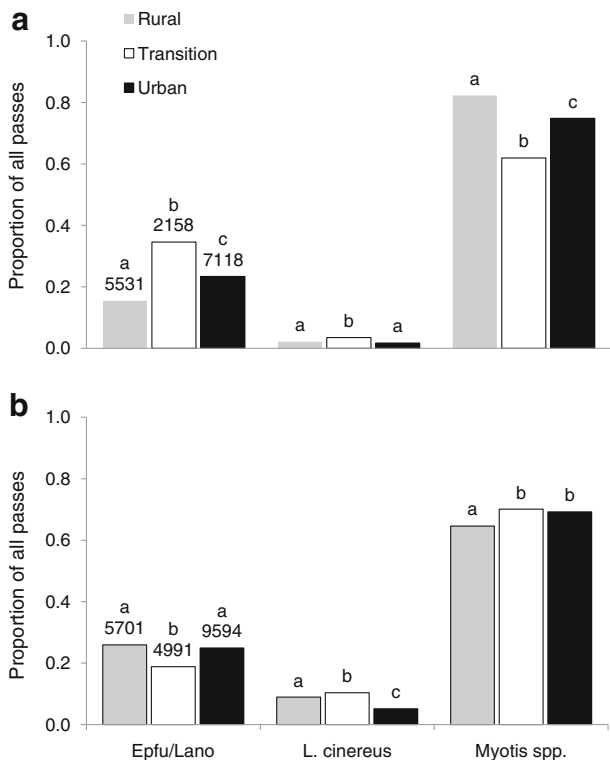 a
Rural
Transition
Urban
Proportion of all passes
1.0
0.8
0.6
0.4
0.2
0.0
a
5531
b
2158
c
7118
a b a
a
b
c
b
Proportion of all passes
1.0
0.8
0.6
0.4
0.2
0.0
a
5701
b
4991
a
9594
a b c
a b b
Epfu/Lano L. cinereus Myotis spp.